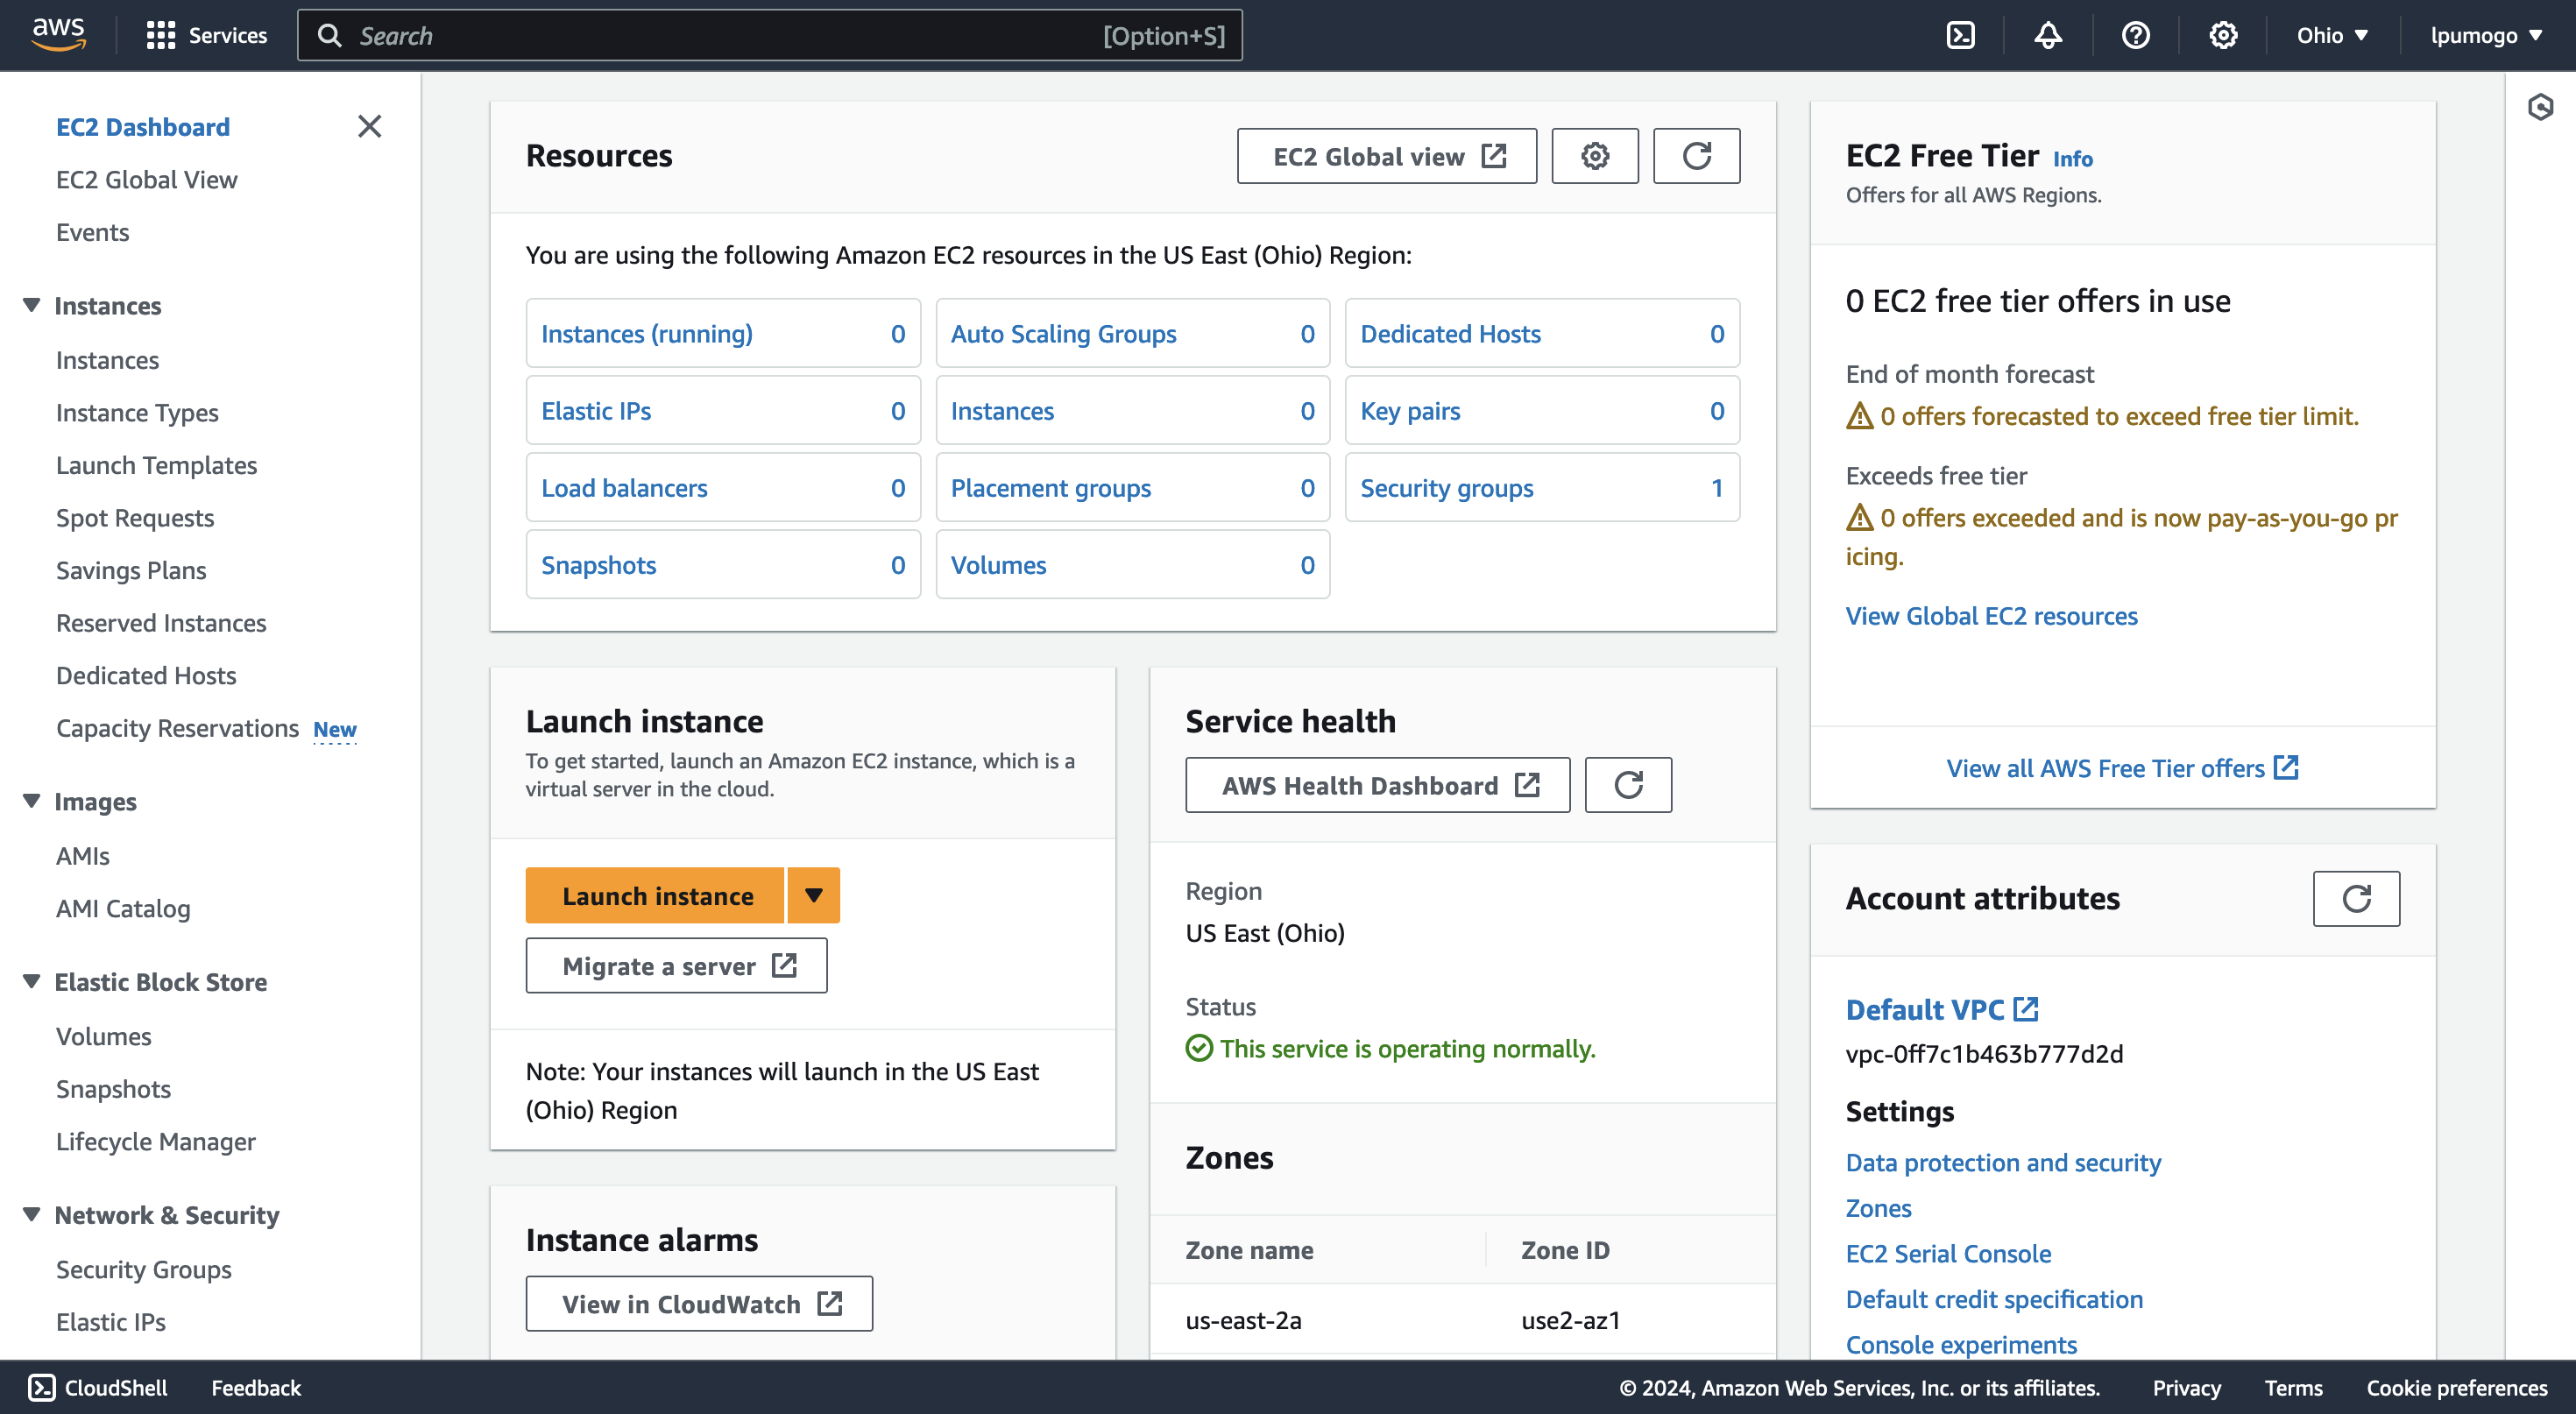 aws
Services
Search
[Option+S]
Ohio
lpumogo
EC2 Dashboard
EC2 Global View
Events
Instances
Instances
Instance Types
Launch Templates
Spot Requests
Savings Plans
Reserved Instances
Dedicated Hosts
Capacity Reservations New
Images
AMIs
AMI Catalog
Elastic Block Store
Volumes
Snapshots
Lifecycle Manager
Network & Security
Security Groups
Elastic IPs
Resources
EC2 Global view
You are using the following Amazon EC2 resources in the US East (Ohio) Region:
Instances (running) 0
Auto Scaling Groups 0
Dedicated Hosts 0
Elastic IPs 0
Instances 0
Key pairs 0
Load balancers 0
Placement groups 0
Security groups 1
Snapshots 0
Volumes 0
Launch instance
To get started, launch an Amazon EC2 instance, which is a
virtual server in the cloud.
Launch instance
Migrate a server
Note: Your instances will launch in the US East
(Ohio) Region
Instance alarms
View in CloudWatch
Service health
AWS Health Dashboard
Region
US East (Ohio)
Status
This service is operating normally.
Zones
Zone name Zone ID
us-east-2a use2-az1
EC2 Free Tier Info
Offers for all AWS Regions.
0 EC2 free tier offers in use
End of month forecast
0 offers forecasted to exceed free tier limit.
Exceeds free tier
0 offers exceeded and is now pay-as-you-go pr
icing.
View Global EC2 resources
View all AWS Free Tier offers
Account attributes
Default VPC
vpc-0ff7c1b463b777d2d
Settings
Data protection and security
Zones
EC2 Serial Console
Default credit specification
Console experiments
CloudShell
Feedback
© 2024, Amazon Web Services, Inc. or its affiliates.
Privacy
Terms
Cookie preferences